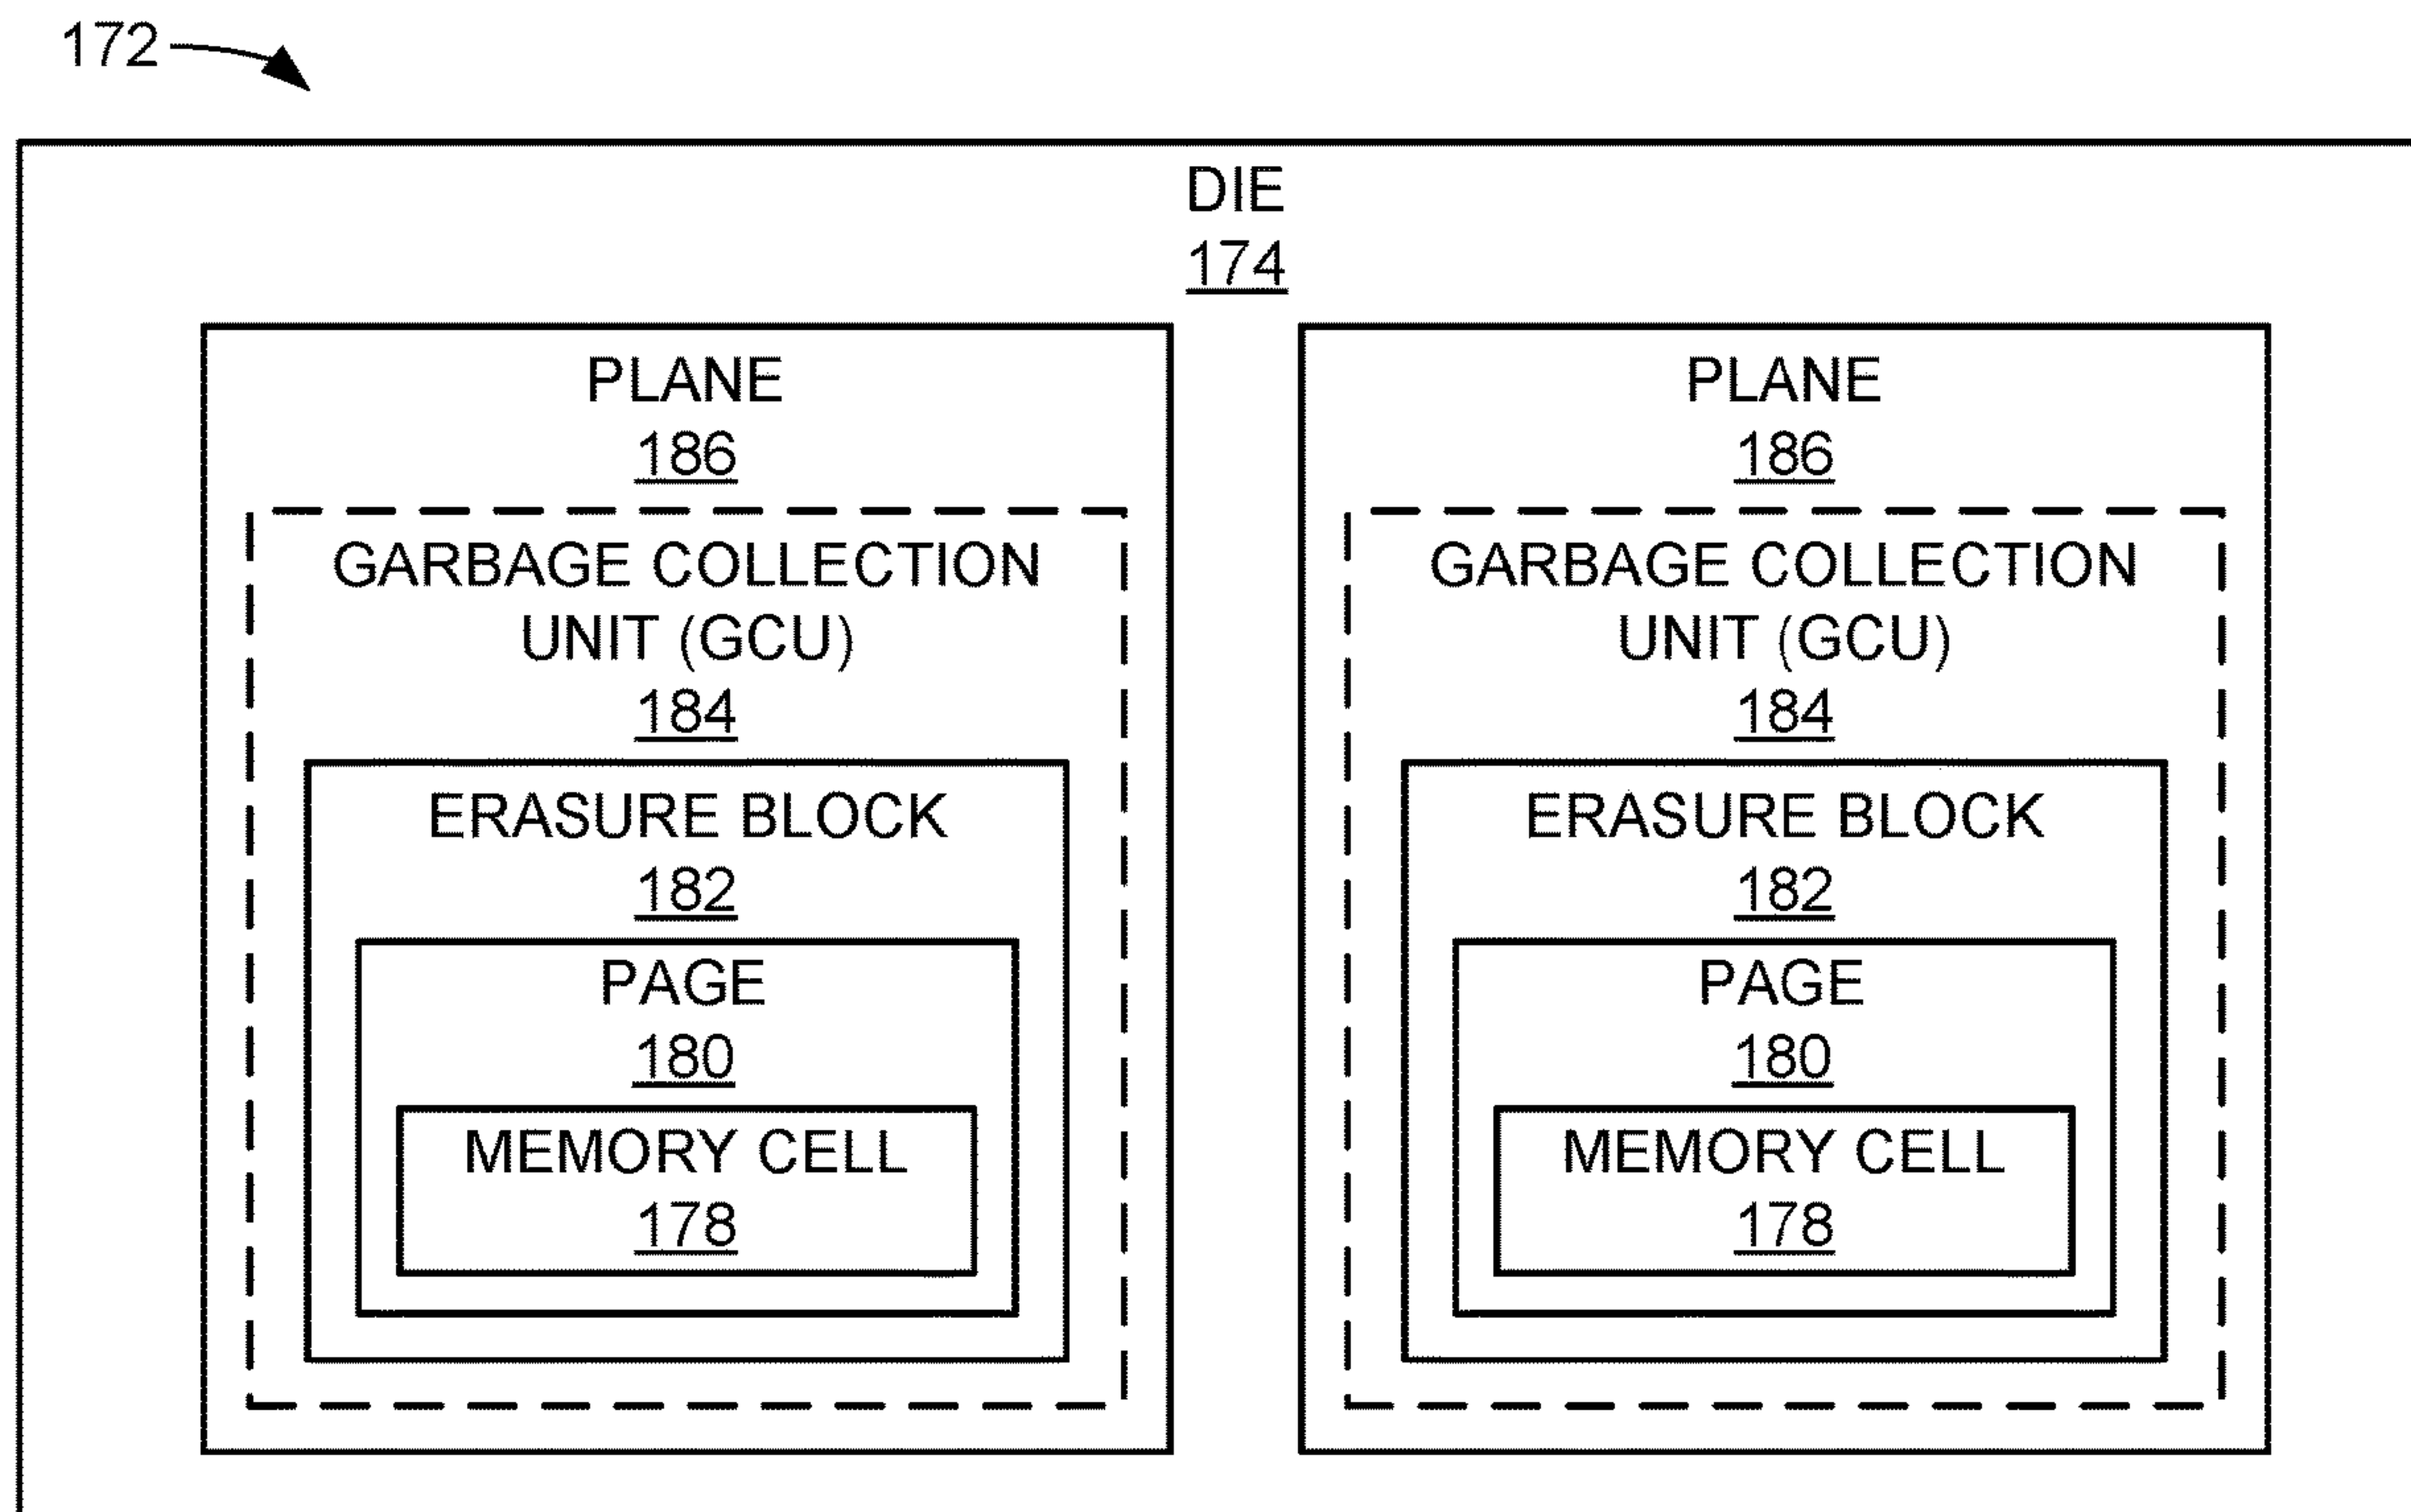 172
DIE
174
PLANE
186
GARBAGE COLLECTION
UNIT (GCU)
184
ERASURE BLOCK
182
PAGE
180
MEMORY CELL
178
PLANE
186
GARBAGE COLLECTION
UNIT (GCU)
184
ERASURE BLOCK
182
PAGE
180
MEMORY CELL
178